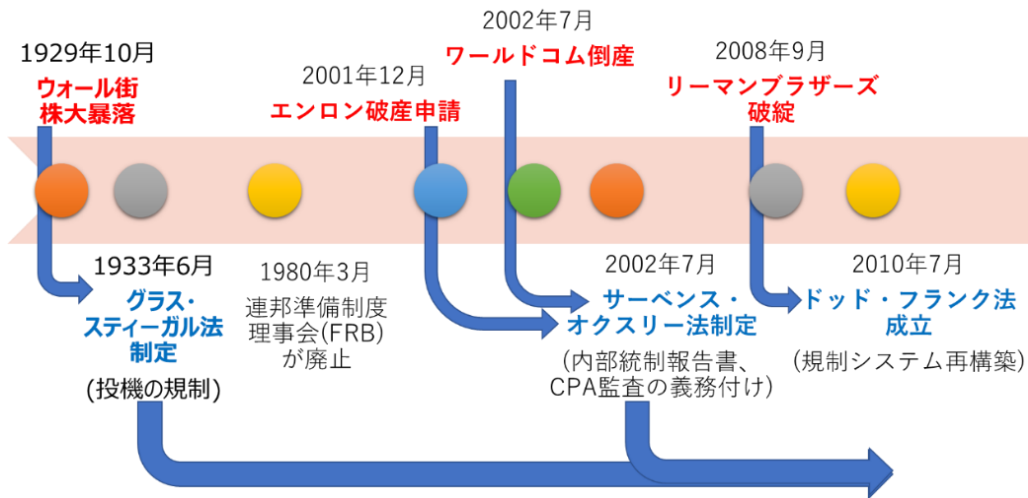 1929年10月
ウォール街
株大暴落
2001年12月
エンロン破産申請
2002年7月
ワールドコム倒産
2008年9月
リーマンブラザーズ
破綻
1933年6月
グラス・
スティーガル法
制定
(投機の規制)
1980年3月
連邦準備制度
理事会(FRB)
が廃止
2002年7月
サーベンス・
オクスリー法制定
(内部統制報告書、
CPA監査の義務付け)
2010年7月
ドッド・フランク法
成立
(規制システム再構築)